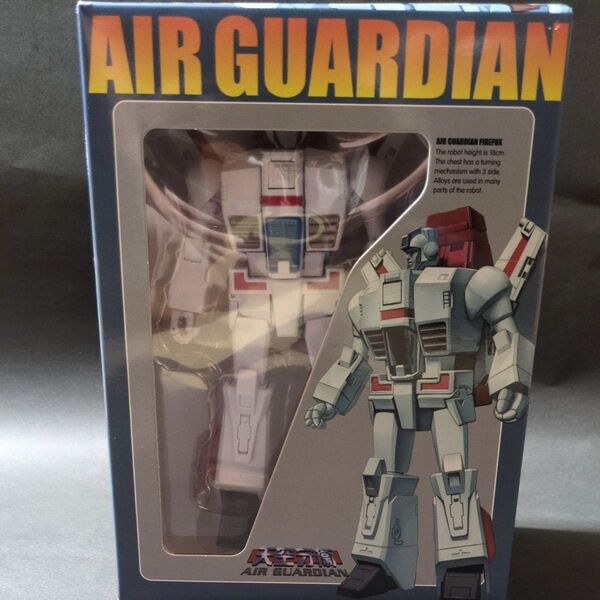 AIR GUARDIAN
AIR GUARDIAN FIREFOX
The robot height is 18cm.
The chest has a turning
mechanism with 3 side.
Alloys are used in many
parts of the robot.
AIR GUARDIAN